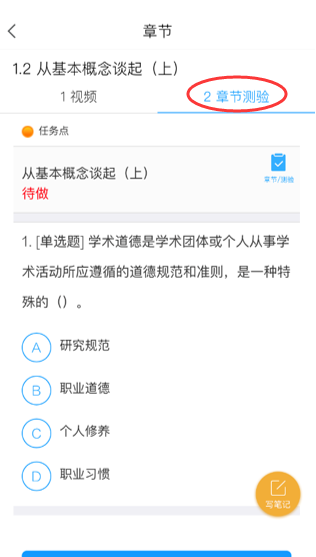 章节
1.2 从基本概念谈起（上）
1 视频
2 章节测验
任务点
从基本概念谈起（上）
章节/测验
待做
1. [单选题] 学术道德是学术团体或个人从事学
术活动所应遵循的道德规范和准则，是一种特
殊的（）。
A 研究规范
B 职业道德
C 个人修养
D 职业习惯
写笔记